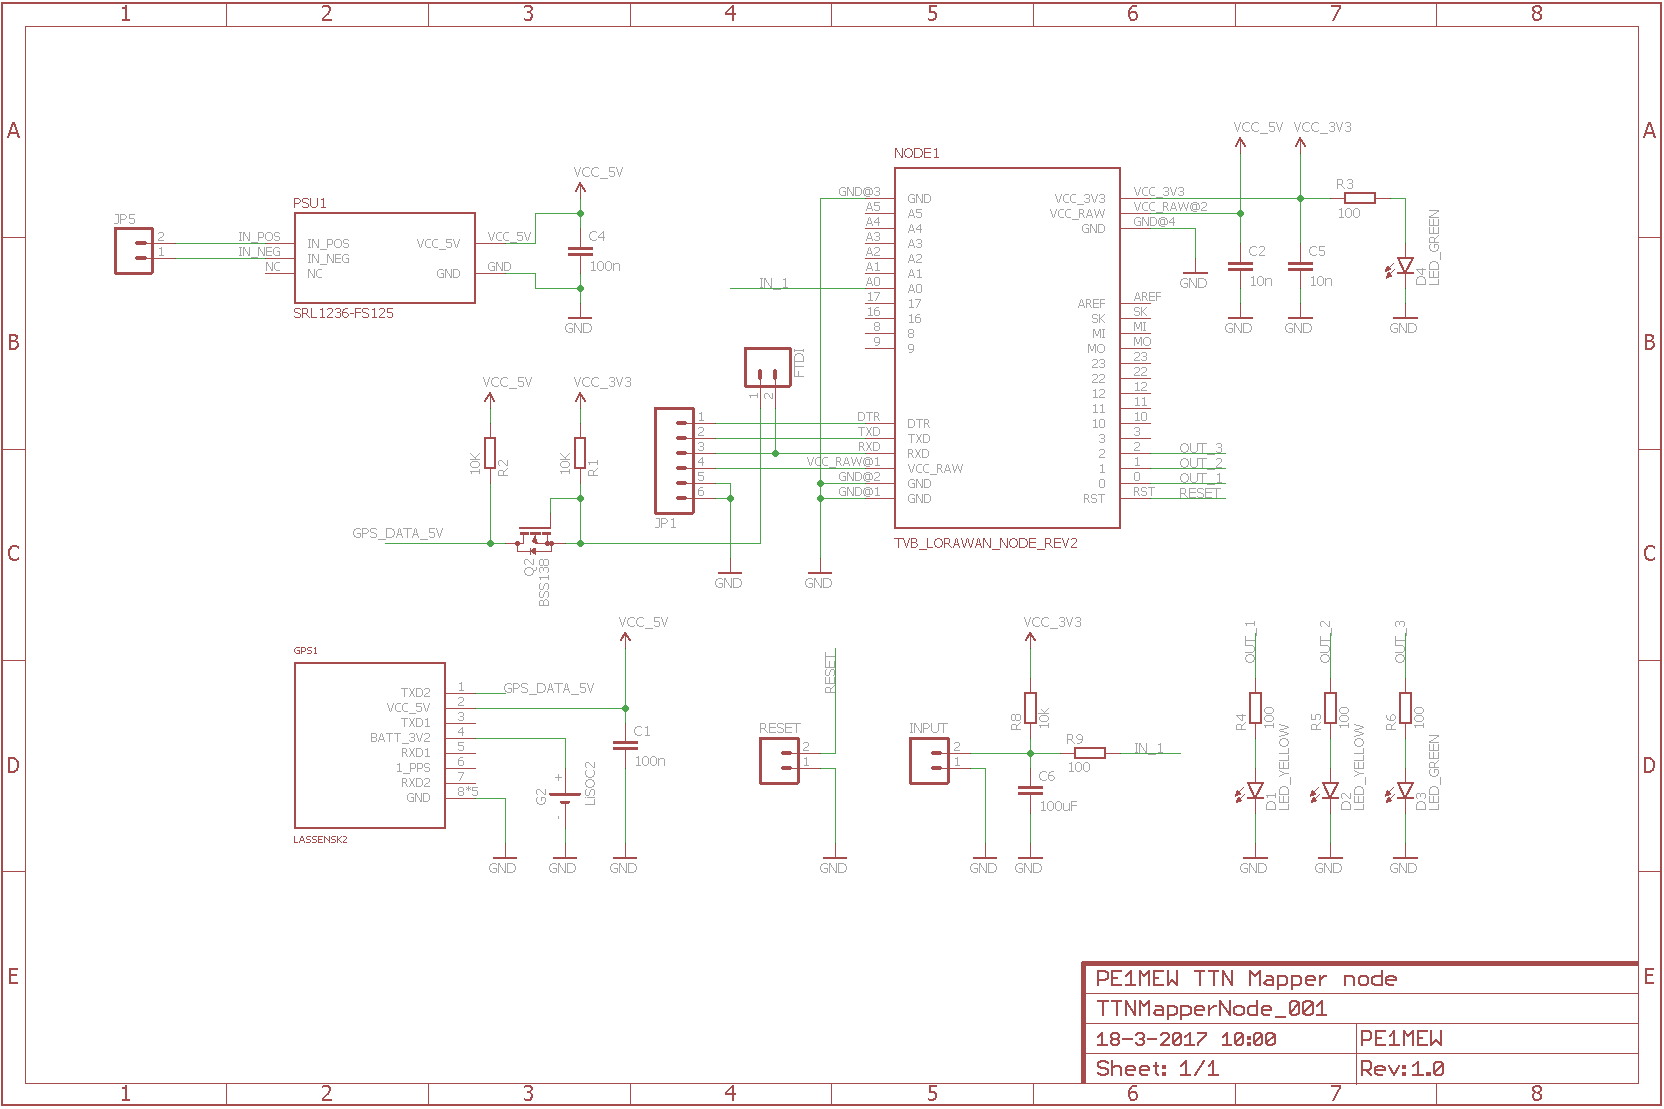 1 2 3 4 5 6 7 8
A
B
C
D
E
A
B
C
D
E
1 2 3 4 5 6 7 8
JP5
2
1
IN_POS
IN_NEG
NC
PSU1
IN_POS
IN_NEG
NC
VCC_5V
GND
SRL1236-FS125
VCC_5V
GND
VCC_5V
C4
100n
GND
VCC_5V
VCC_3V3
10K
R2
10K
R1
GPS_DATA_5V
Q2
BSS138
FTDI
1
2
JP1
1
2
3
4
5
6
GND
GND
IN_1
NODE1
GND@3
A5
A4
A3
A2
A1
A0
17
16
8
9
DTR
TXD
RXD
VCC_RAW@1
GND@2
GND@1
GND
A5
A4
A3
A2
A1
A0
17
16
8
9
DTR
TXD
RXD
VCC_RAW
GND
GND
VCC_3V3
VCC_RAW
GND
AREF
SK
MI
MO
23
22
12
11
10
3
2
1
0
RST
VCC_3V3
VCC_RAW@2
GND@4
AREF
SK
MI
MO
23
22
12
11
10
3
2
1
0
RST
OUT_3
OUT_2
OUT_1
RESET
TVB_LORAWAN_NODE_REV2
VCC_5V
VCC_3V3
GND
C2
10n
GND
C5
10n
GND
R3
100
D4
LED_GREEN
GND
GPS1
TXD2
VCC_5V
TXD1
BATT_3V2
RXD1
1_PPS
RXD2
GND
1
2
3
4
5
6
7
8*5
LASSENSK2
GPS_DATA_5V
VCC_5V
C1
100n
G2
+
-
LISOC2
GND
GND
GND
RESET
RESET
2
1
GND
INPUT
2
1
GND
VCC_3V3
R8
10K
R9
100
IN_1
C6
100uF
GND
OUT_1
R4
100
D1
LED_YELLOW
GND
OUT_2
R5
100
D2
LED_YELLOW
GND
OUT_3
R6
100
D3
LED_GREEN
GND
PE1MEW TTN Mapper node
TTNMapperNode_001
18-3-2017 10:00
PE1MEW
Sheet: 1/1
Rev:1.0